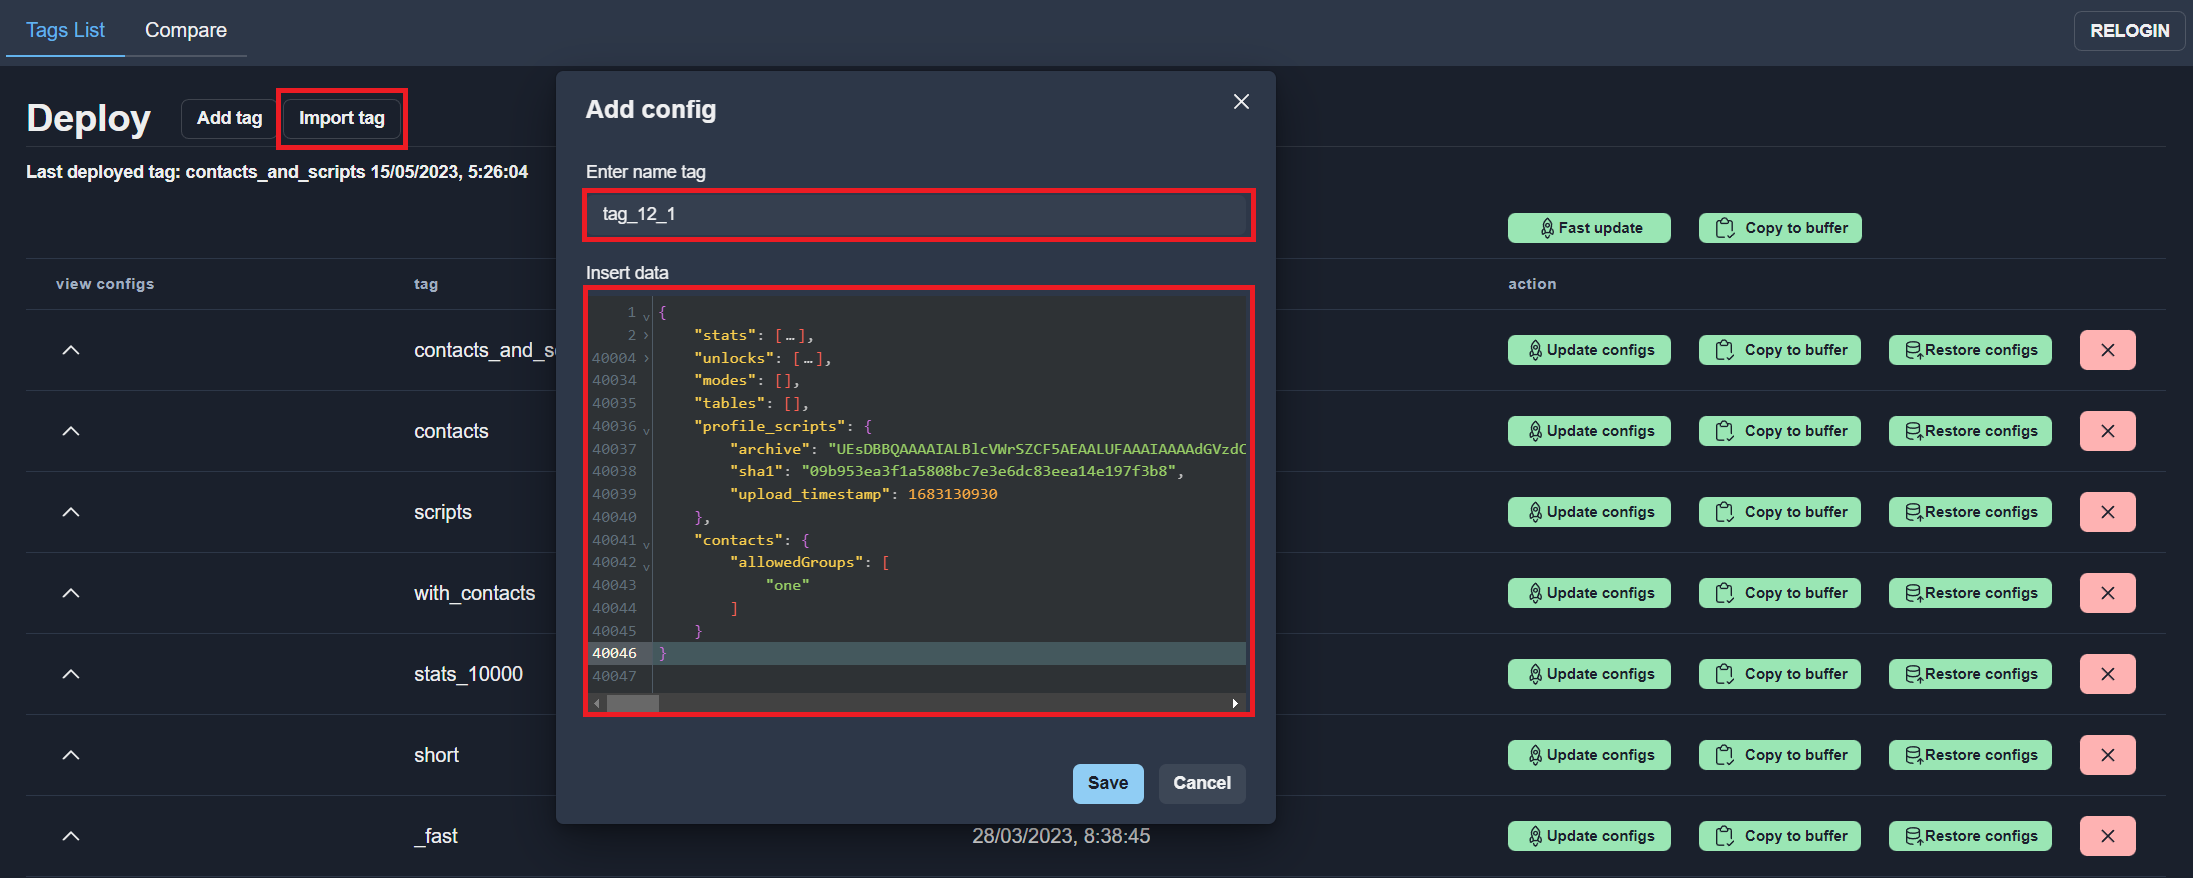 Tags List Compare RELOGIN
Deploy Add tag Import tag
Last deployed tag: contacts_and_scripts 15/05/2023, 5:26:04
Add config
Enter name tag
tag_12_1
Insert data
1 {
2 "stats": […],
40004 "unlocks": […],
40034 "modes": [],
40035 "tables": [],
40036 "profile_scripts": {
40037 "archive": "UEsDBBQAAAAIALBlcVWrSZCF5AEAALUFAAAIAAAAdGVzdC
40038 "sha1": "09b953ea3f1a5808bc7e3e6dc83eea14e197f3b8",
40039 "upload_timestamp": 1683130930
40040 },
40041 "contacts": {
40042 "allowedGroups": [
40043 "one"
40044 ]
40045 }
40046 }
40047
Save Cancel
Fast update Copy to buffer
view configs tag action
contacts_and_s Update configs Copy to buffer Restore configs
contacts Update configs Copy to buffer Restore configs
scripts Update configs Copy to buffer Restore configs
with_contacts Update configs Copy to buffer Restore configs
stats_10000 Update configs Copy to buffer Restore configs
short Update configs Copy to buffer Restore configs
_fast 28/03/2023, 8:38:45 Update configs Copy to buffer Restore configs